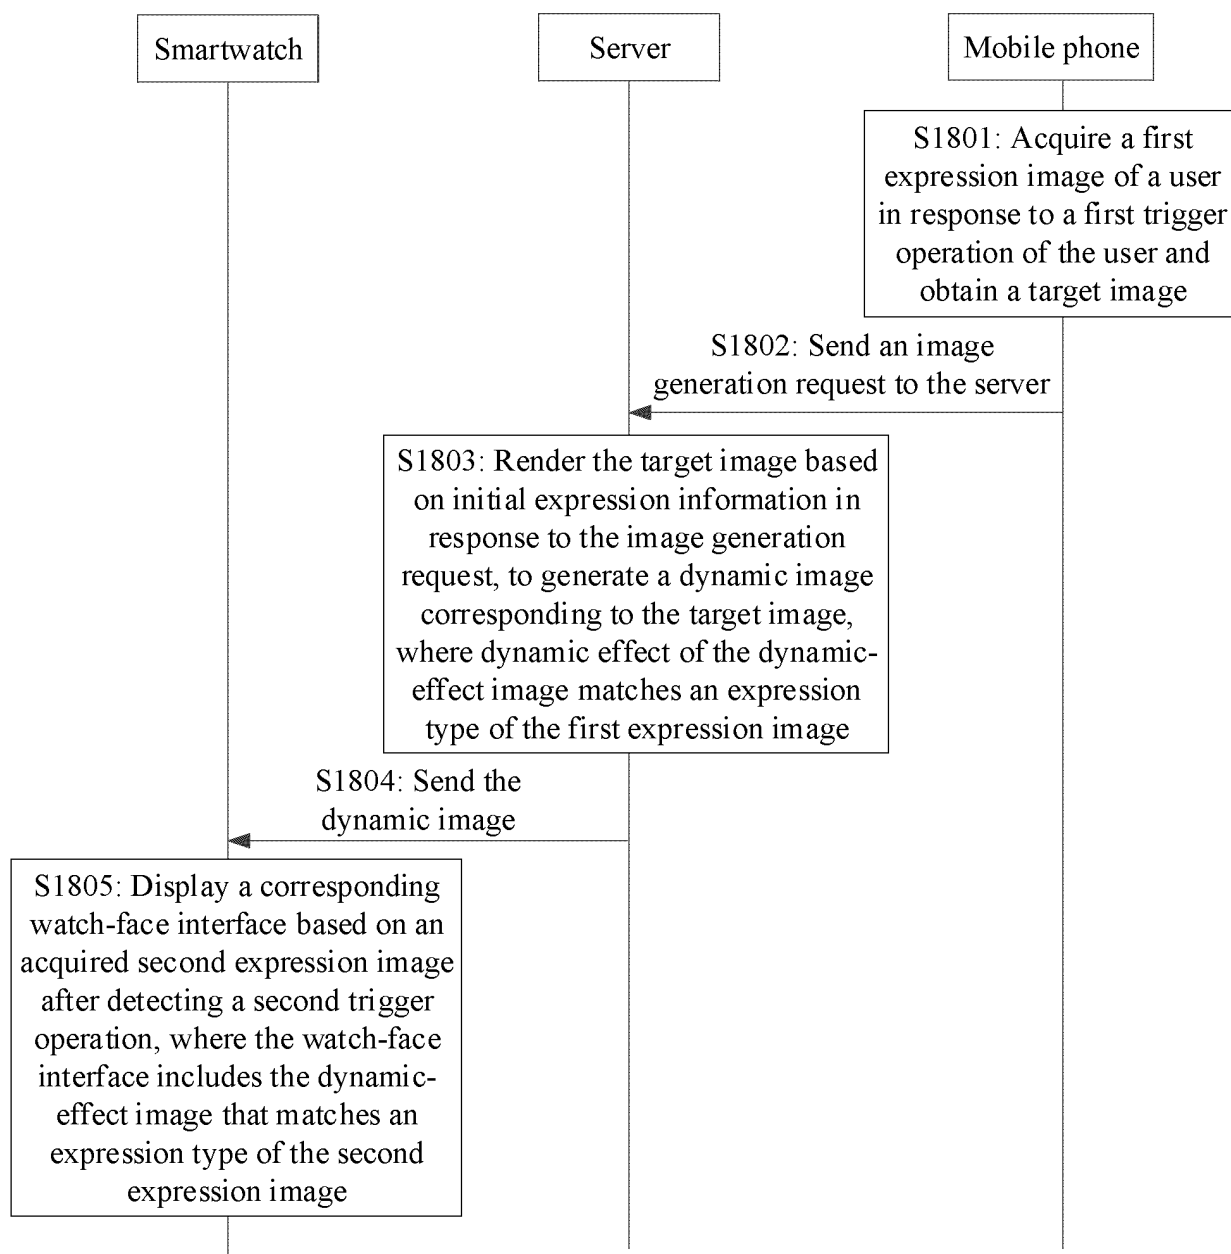 Smartwatch
Server
Mobile phone
S1801: Acquire a first
expression image of a user
in response to a first trigger
operation of the user and
obtain a target image
S1802: Send an image
generation request to the server
S1803: Render the target image based
on initial expression information in
response to the image generation
request, to generate a dynamic image
corresponding to the target image,
where dynamic effect of the dynamic-
effect image matches an expression
type of the first expression image
S1804: Send the
dynamic image
S1805: Display a corresponding
watch-face interface based on an
acquired second expression image
after detecting a second trigger
operation, where the watch-face
interface includes the dynamic-
effect image that matches an
expression type of the second
expression image